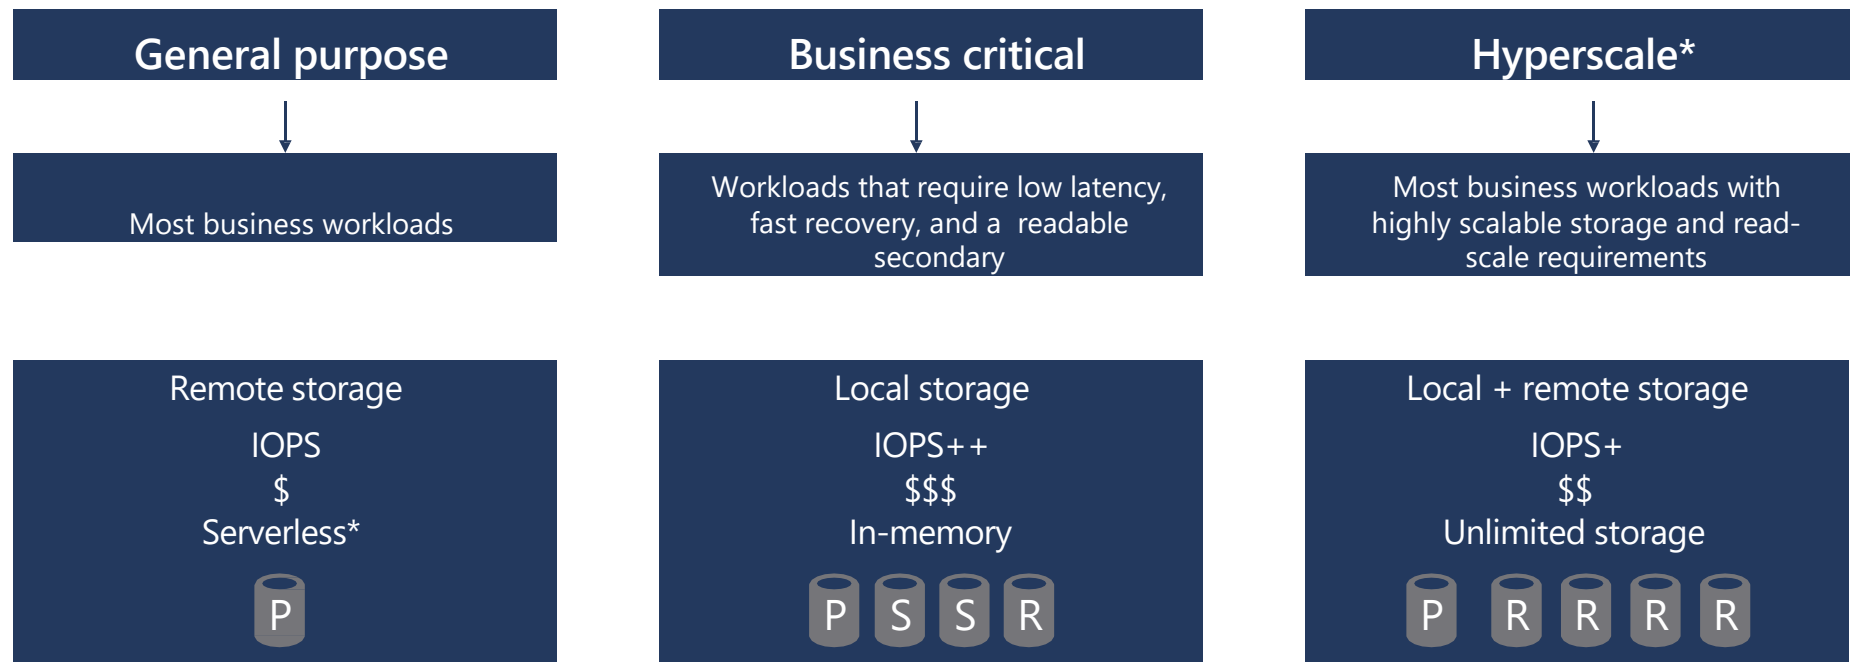 General purpose
Most business workloads
Remote storage
IOPS
$
Serverless*
P
Business critical
Workloads that require low latency,
fast recovery, and a  readable
secondary
Local storage
IOPS++
$$$
In-memory
P S S R
Hyperscale*
Most business workloads with
highly scalable storage and read-
scale requirements
Local + remote storage
IOPS+
$$
Unlimited storage
P R R R R